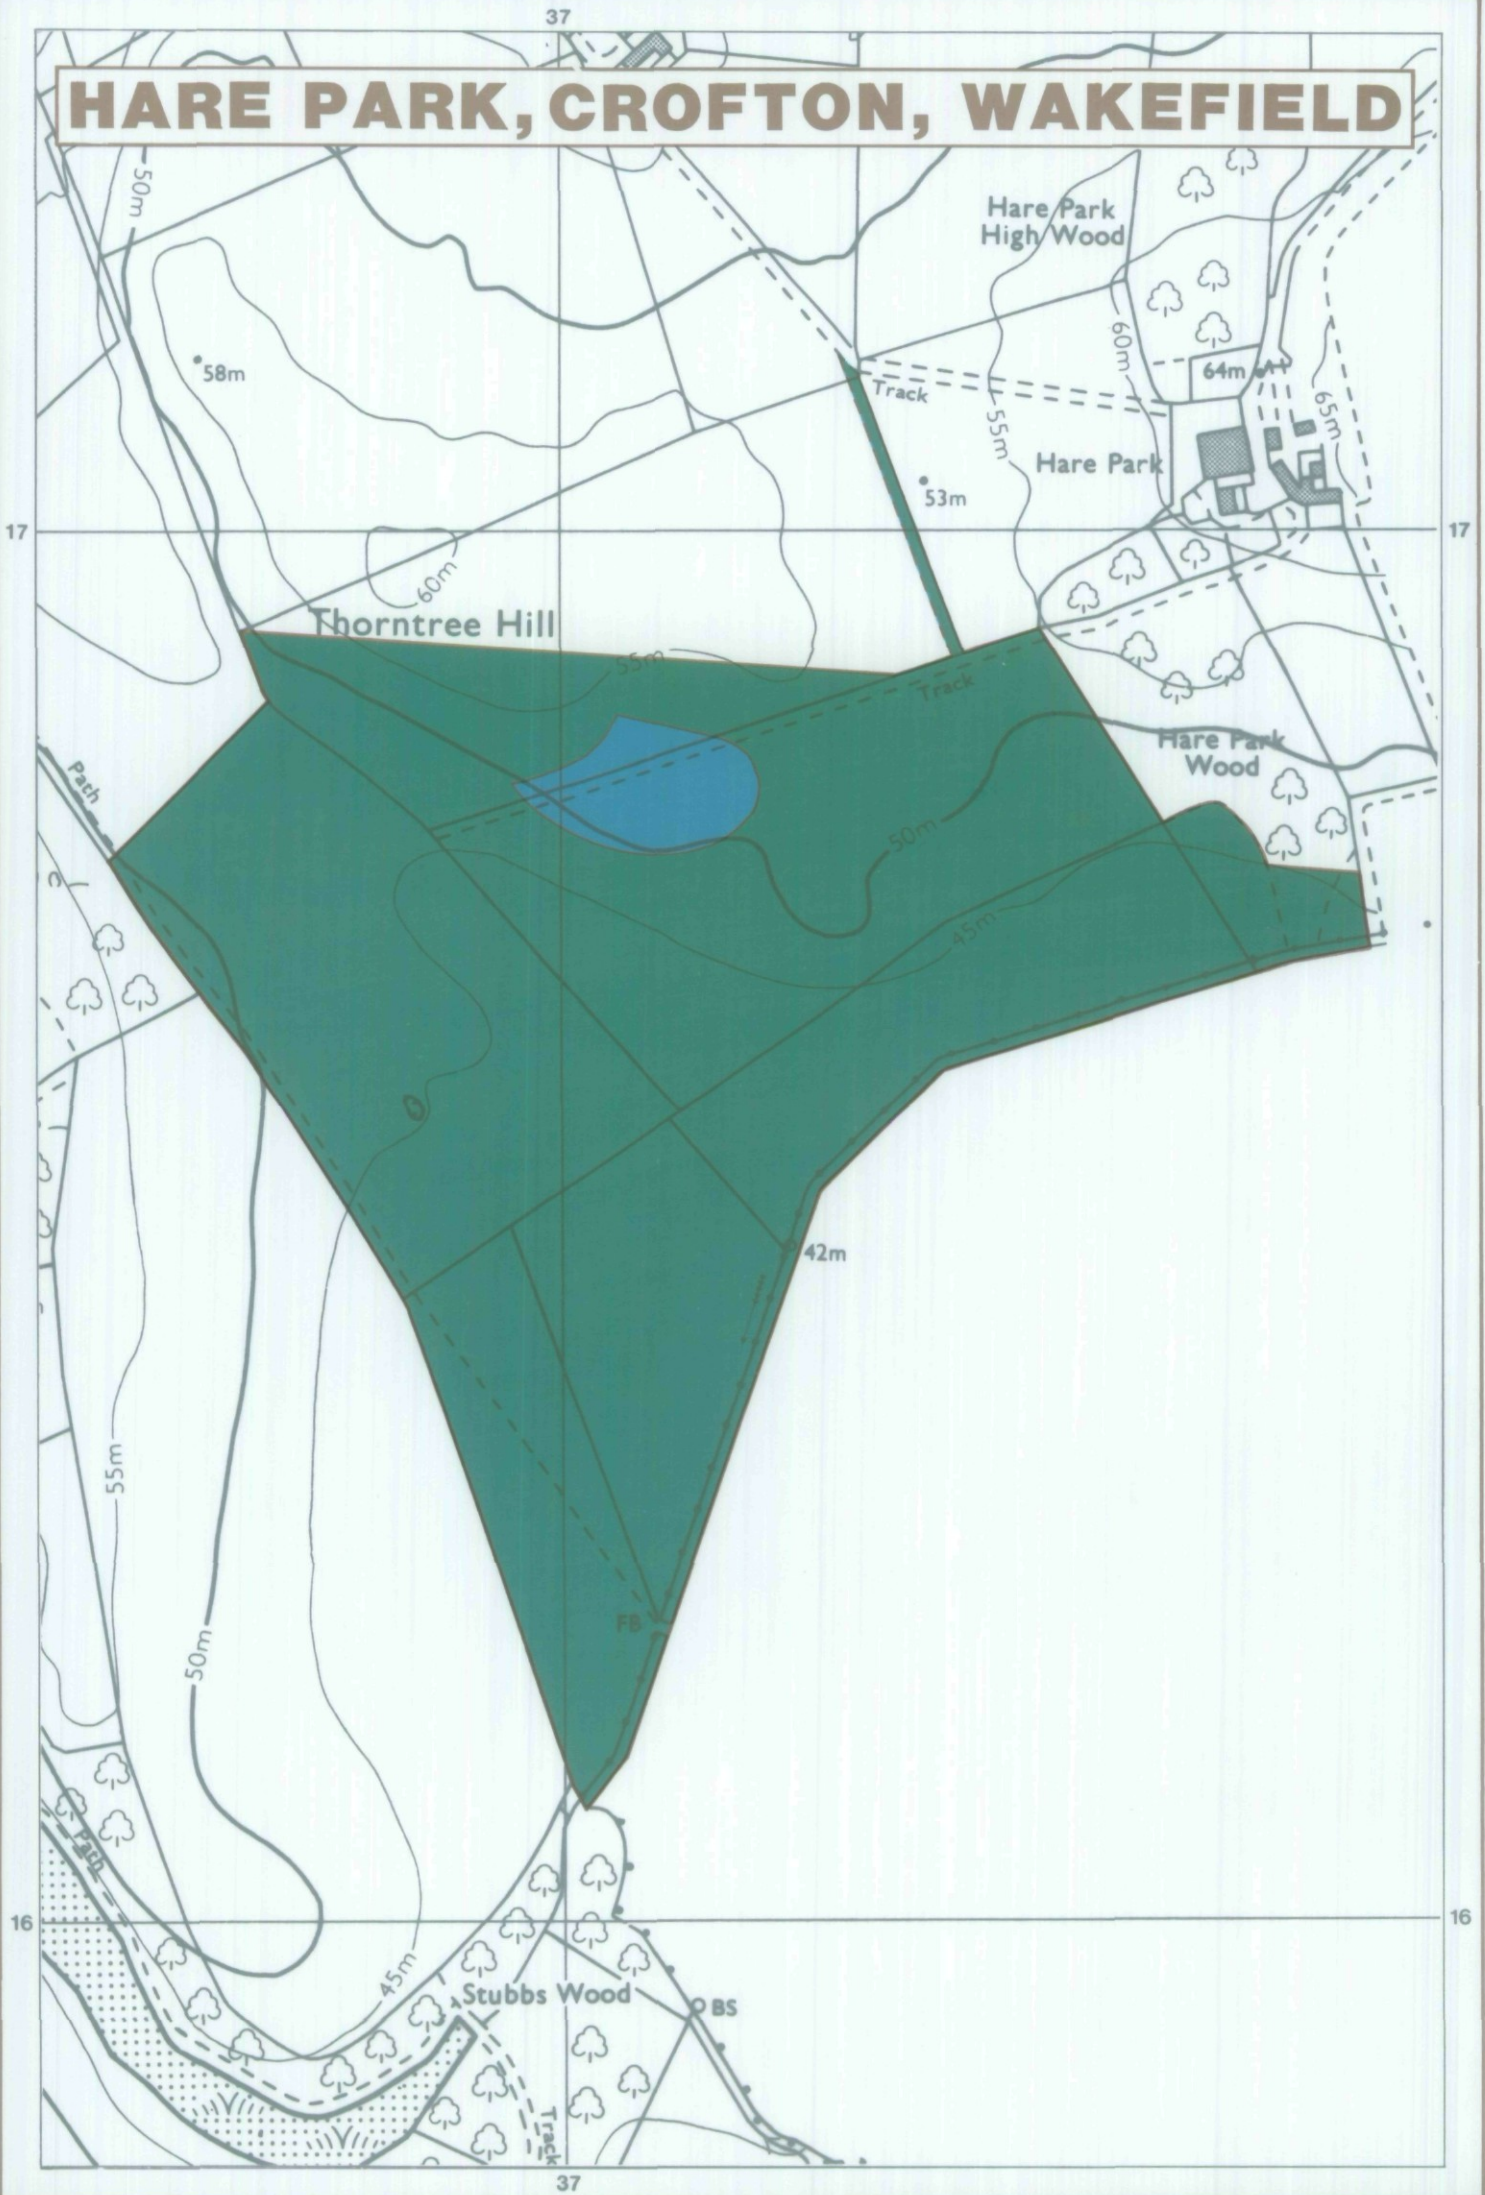 37
HARE PARK, CROFTON, WAKEFIELD
50m
Hare Park
High Wood
58m
60m
64m
Track
65m
55m
Hare Park
53m
17
17
60m
Thorntree Hill
55m
Track
Path
Hare Park
Wood
50m
45m
42m
55m
FB
50m
Path
16
16
45m
Stubbs Wood
BS
Track
37